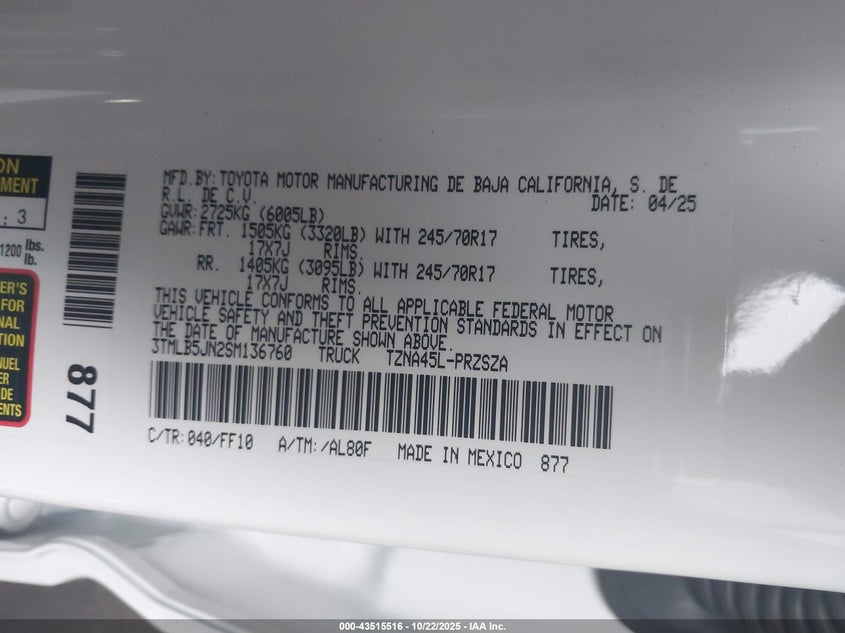 ON
EMENT
: 3
1200 lbs.
lb.
ER'S
FOR
NAL
TION
NUEL
ER
DE
ENTS
877
MFD.BY:TOYOTA MOTOR MANUFACTURING DE BAJA CALIFORNIA, S. DE
R.L. DE C.V. DATE: 04/25
GVWR:2725KG (6005LB)
GAWR:FRT. 1505KG (3320LB) WITH 245/70R17 TIRES,
17X7J RIMS.
RR. 1405KG (3095LB) WITH 245/70R17 TIRES,
17X7J RIMS.
THIS VEHICLE CONFORMS TO ALL APPLICABLE FEDERAL MOTOR
VEHICLE SAFETY AND THEFT PREVENTION STANDARDS IN EFFECT ON
THE DATE OF MANUFACTURE SHOWN ABOVE.
3TMLB5JN2SM136760 TRUCK TZNA45L-PRZSZA
C/TR:040/FF10 A/TM:/AL80F MADE IN MEXICO 877
000-43515516 - 10/22/2025 - IAA Inc.